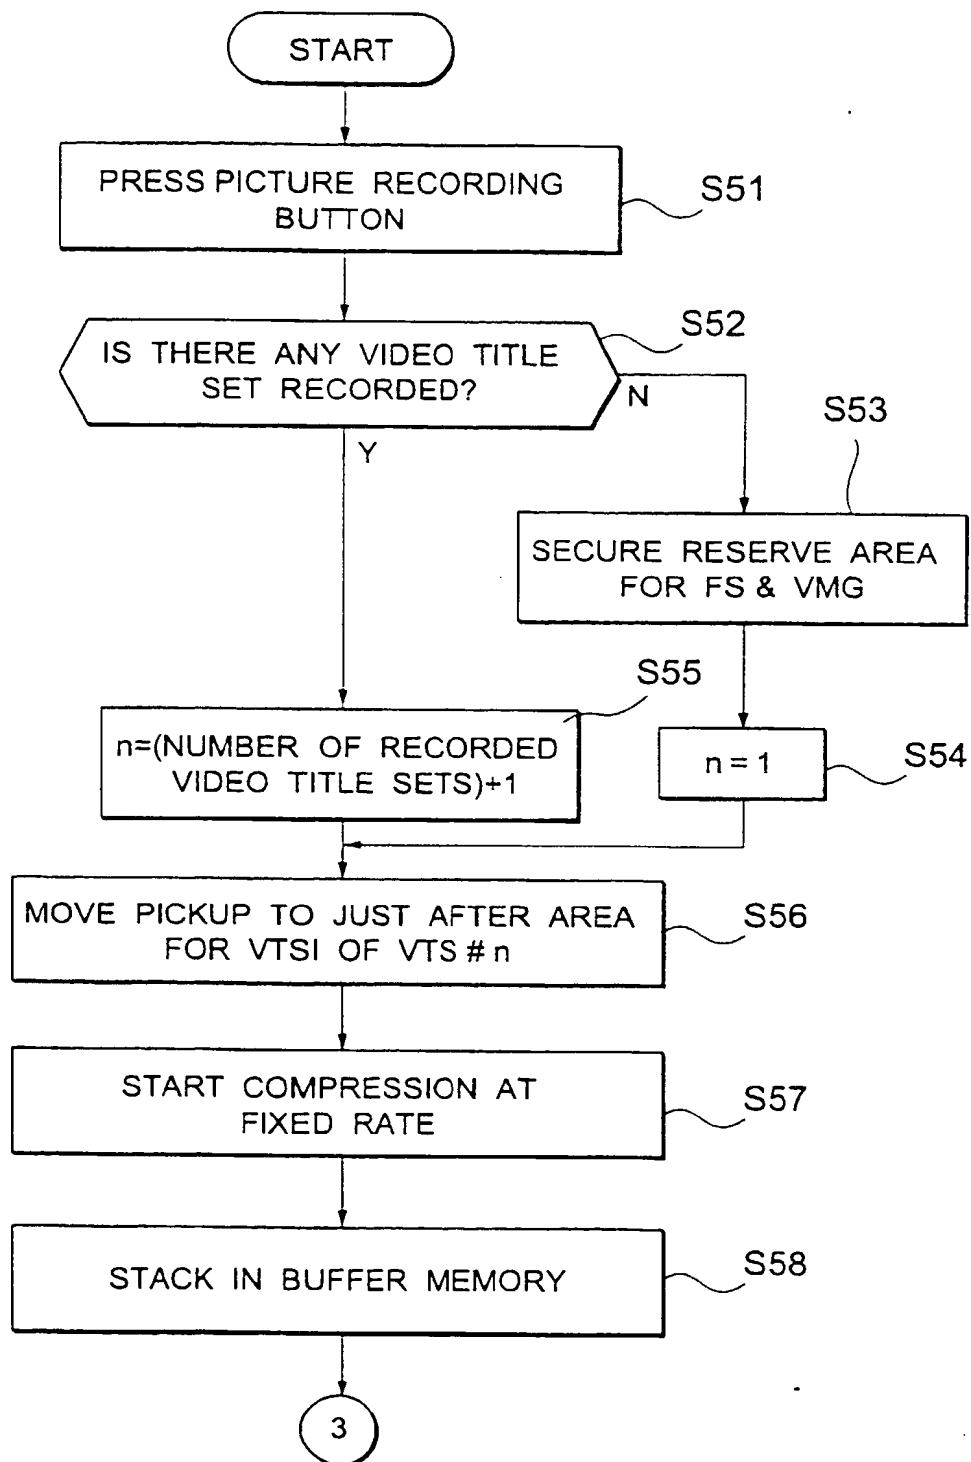 START
PRESS PICTURE RECORDING
BUTTON
S51
IS THERE ANY VIDEO TITLE
SET RECORDED?
S52
N
Y
S53
SECURE RESERVE AREA
FOR FS & VMG
S55
n=(NUMBER OF RECORDED
VIDEO TITLE SETS)+1
n = 1
S54
MOVE PICKUP TO JUST AFTER AREA
FOR VTSI OF VTS # n
S56
START COMPRESSION AT
FIXED RATE
S57
STACK IN BUFFER MEMORY
S58
3